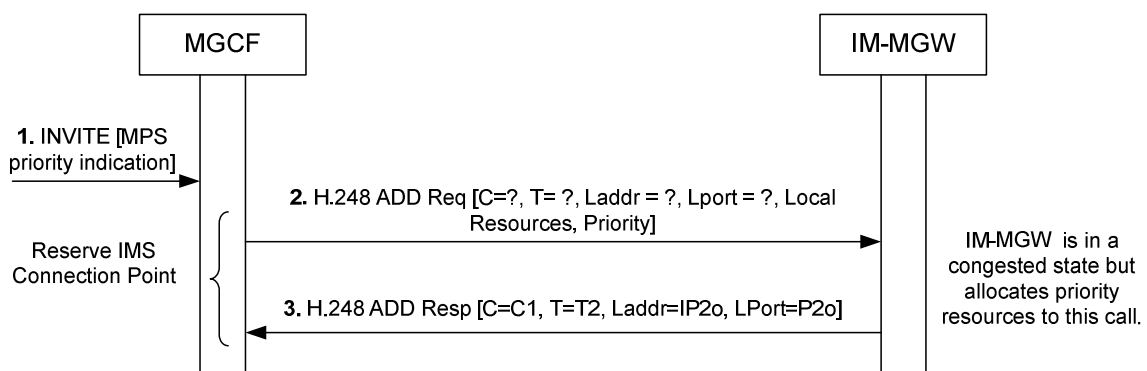 MGCF
IM-MGW
1. INVITE [MPS
priority indication]
2. H.248 ADD Req [C=?, T= ?, Laddr = ?, Lport = ?, Local
Resources, Priority]
Reserve IMS
Connection Point
IM-MGW is in a
congested state but
allocates priority
resources to this call.
3. H.248 ADD Resp [C=C1, T=T2, Laddr=IP2o, LPort=P2o]